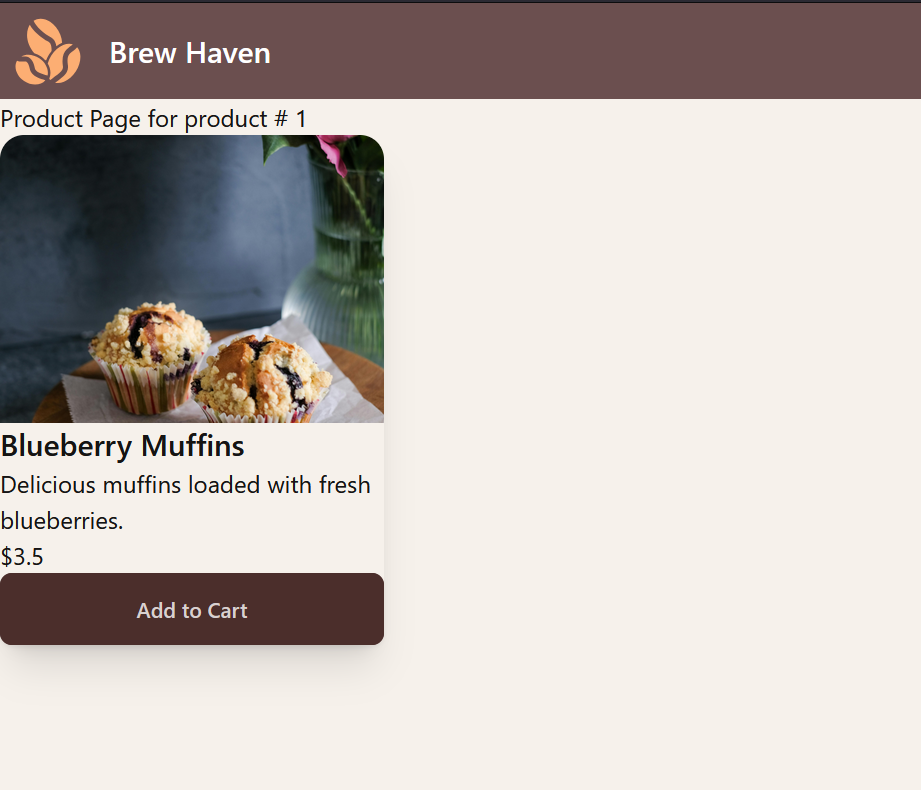 Brew Haven
Product Page for product # 1
Blueberry Muffins
Delicious muffins loaded with fresh
blueberries.
$3.5
Add to Cart